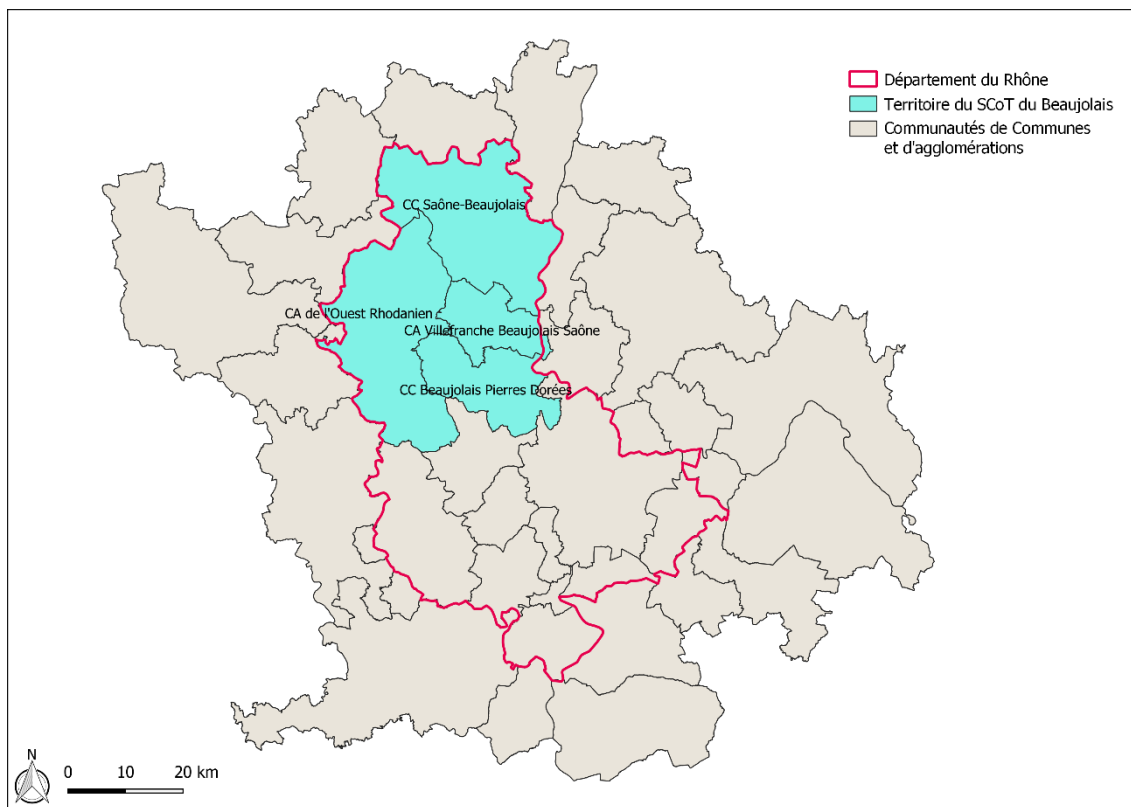 Département du Rhône
Territoire du SCoT du Beaujolais
Communautés de Communes
et d'agglomérations
CC Saône-Beaujolais
CA de l'Ouest Rhodanien
CA Villefranche Beaujolais Saône
CC Beaujolais Pierres Dorées
N
0 10 20 km